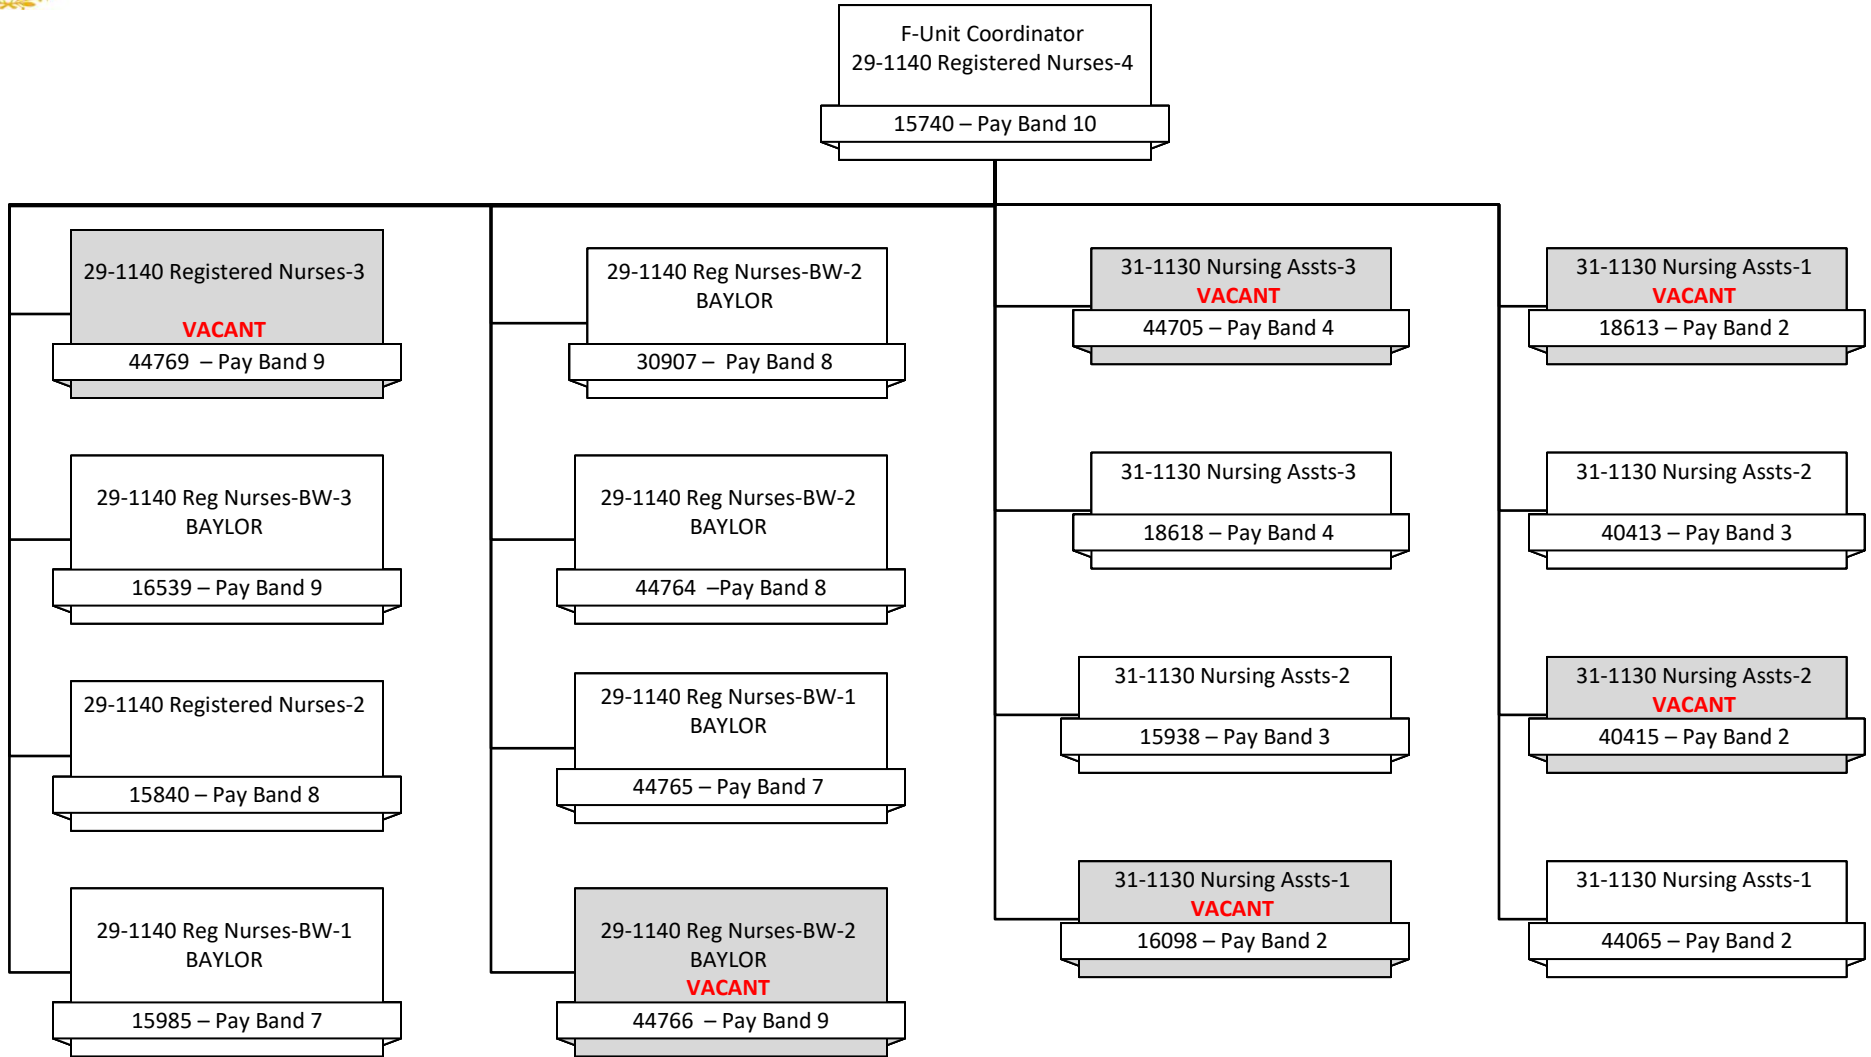 F-Unit Coordinator
29-1140 Registered Nurses-4
15740 – Pay Band 10
29-1140 Registered Nurses-3
VACANT
44769 – Pay Band 9
29-1140 Reg Nurses-BW-3
BAYLOR
16539 – Pay Band 9
29-1140 Registered Nurses-2
15840 – Pay Band 8
29-1140 Reg Nurses-BW-1
BAYLOR
15985 – Pay Band 7
29-1140 Reg Nurses-BW-2
BAYLOR
30907 – Pay Band 8
29-1140 Reg Nurses-BW-2
BAYLOR
44764 –Pay Band 8
29-1140 Reg Nurses-BW-1
BAYLOR
44765 – Pay Band 7
29-1140 Reg Nurses-BW-2
BAYLOR
VACANT
44766 – Pay Band 9
31-1130 Nursing Assts-3
VACANT
44705 – Pay Band 4
31-1130 Nursing Assts-3
18618 – Pay Band 4
31-1130 Nursing Assts-2
15938 – Pay Band 3
31-1130 Nursing Assts-1
VACANT
16098 – Pay Band 2
31-1130 Nursing Assts-1
VACANT
18613 – Pay Band 2
31-1130 Nursing Assts-2
40413 – Pay Band 3
31-1130 Nursing Assts-2
VACANT
40415 – Pay Band 2
31-1130 Nursing Assts-1
44065 – Pay Band 2